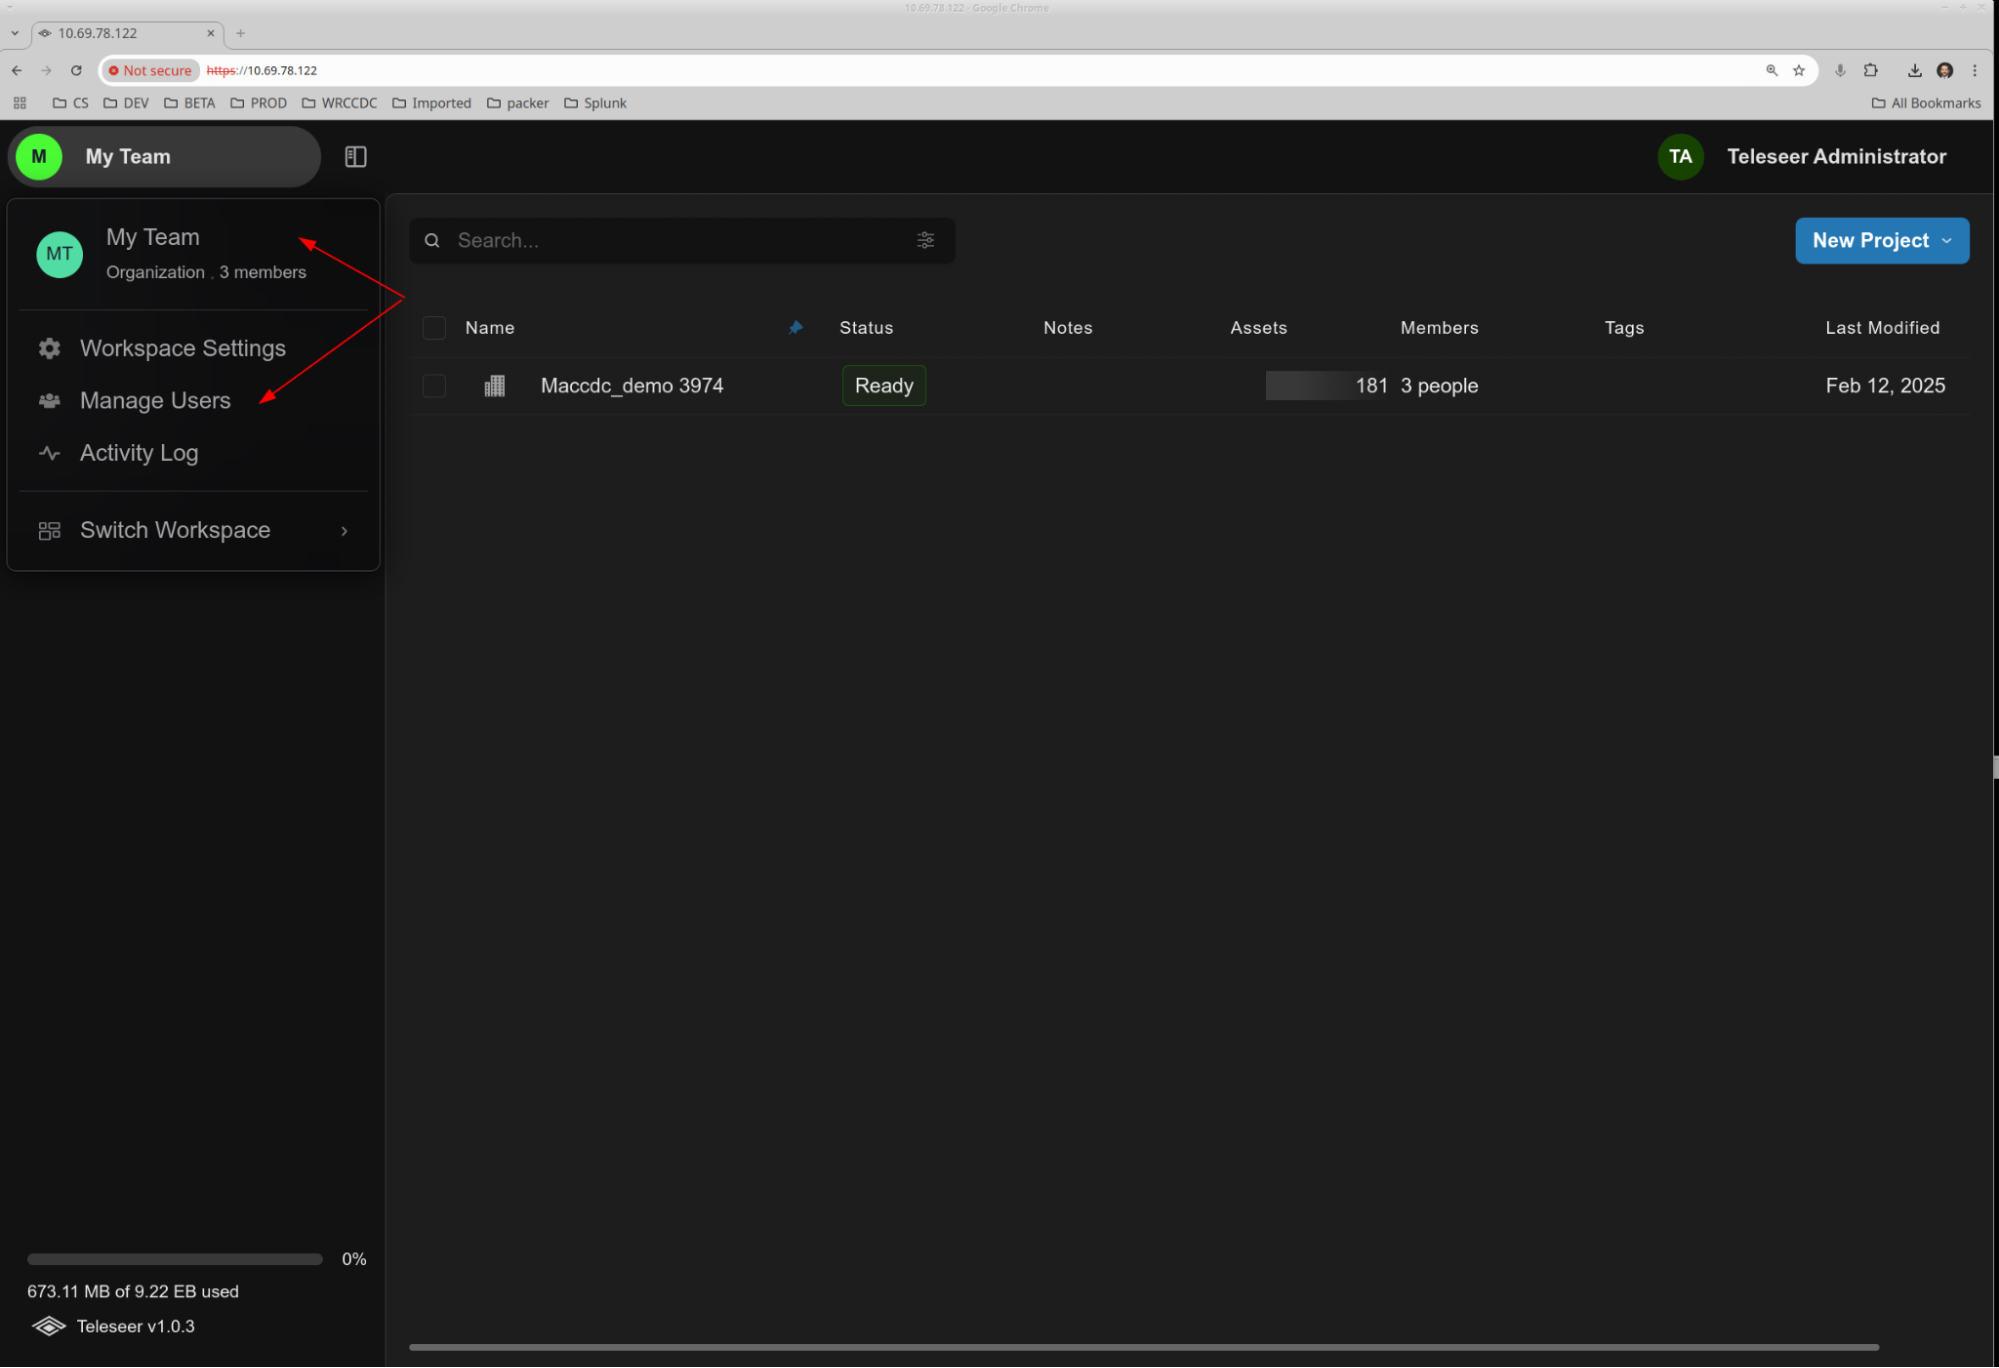 10.69.78.122 - Google Chrome
10.69.78.122
Not secure https://10.69.78.122
CS DEV BETA PROD WRCCDC Imported packer Splunk All Bookmarks
M My Team TA Teleseer Administrator
MT My Team
Organization . 3 members
Workspace Settings
Manage Users
Activity Log
Switch Workspace
Search... New Project
Name Status Notes Assets Members Tags Last Modified
Maccdc_demo 3974 Ready 181 3 people Feb 12, 2025
0%
673.11 MB of 9.22 EB used
Teleseer v1.0.3